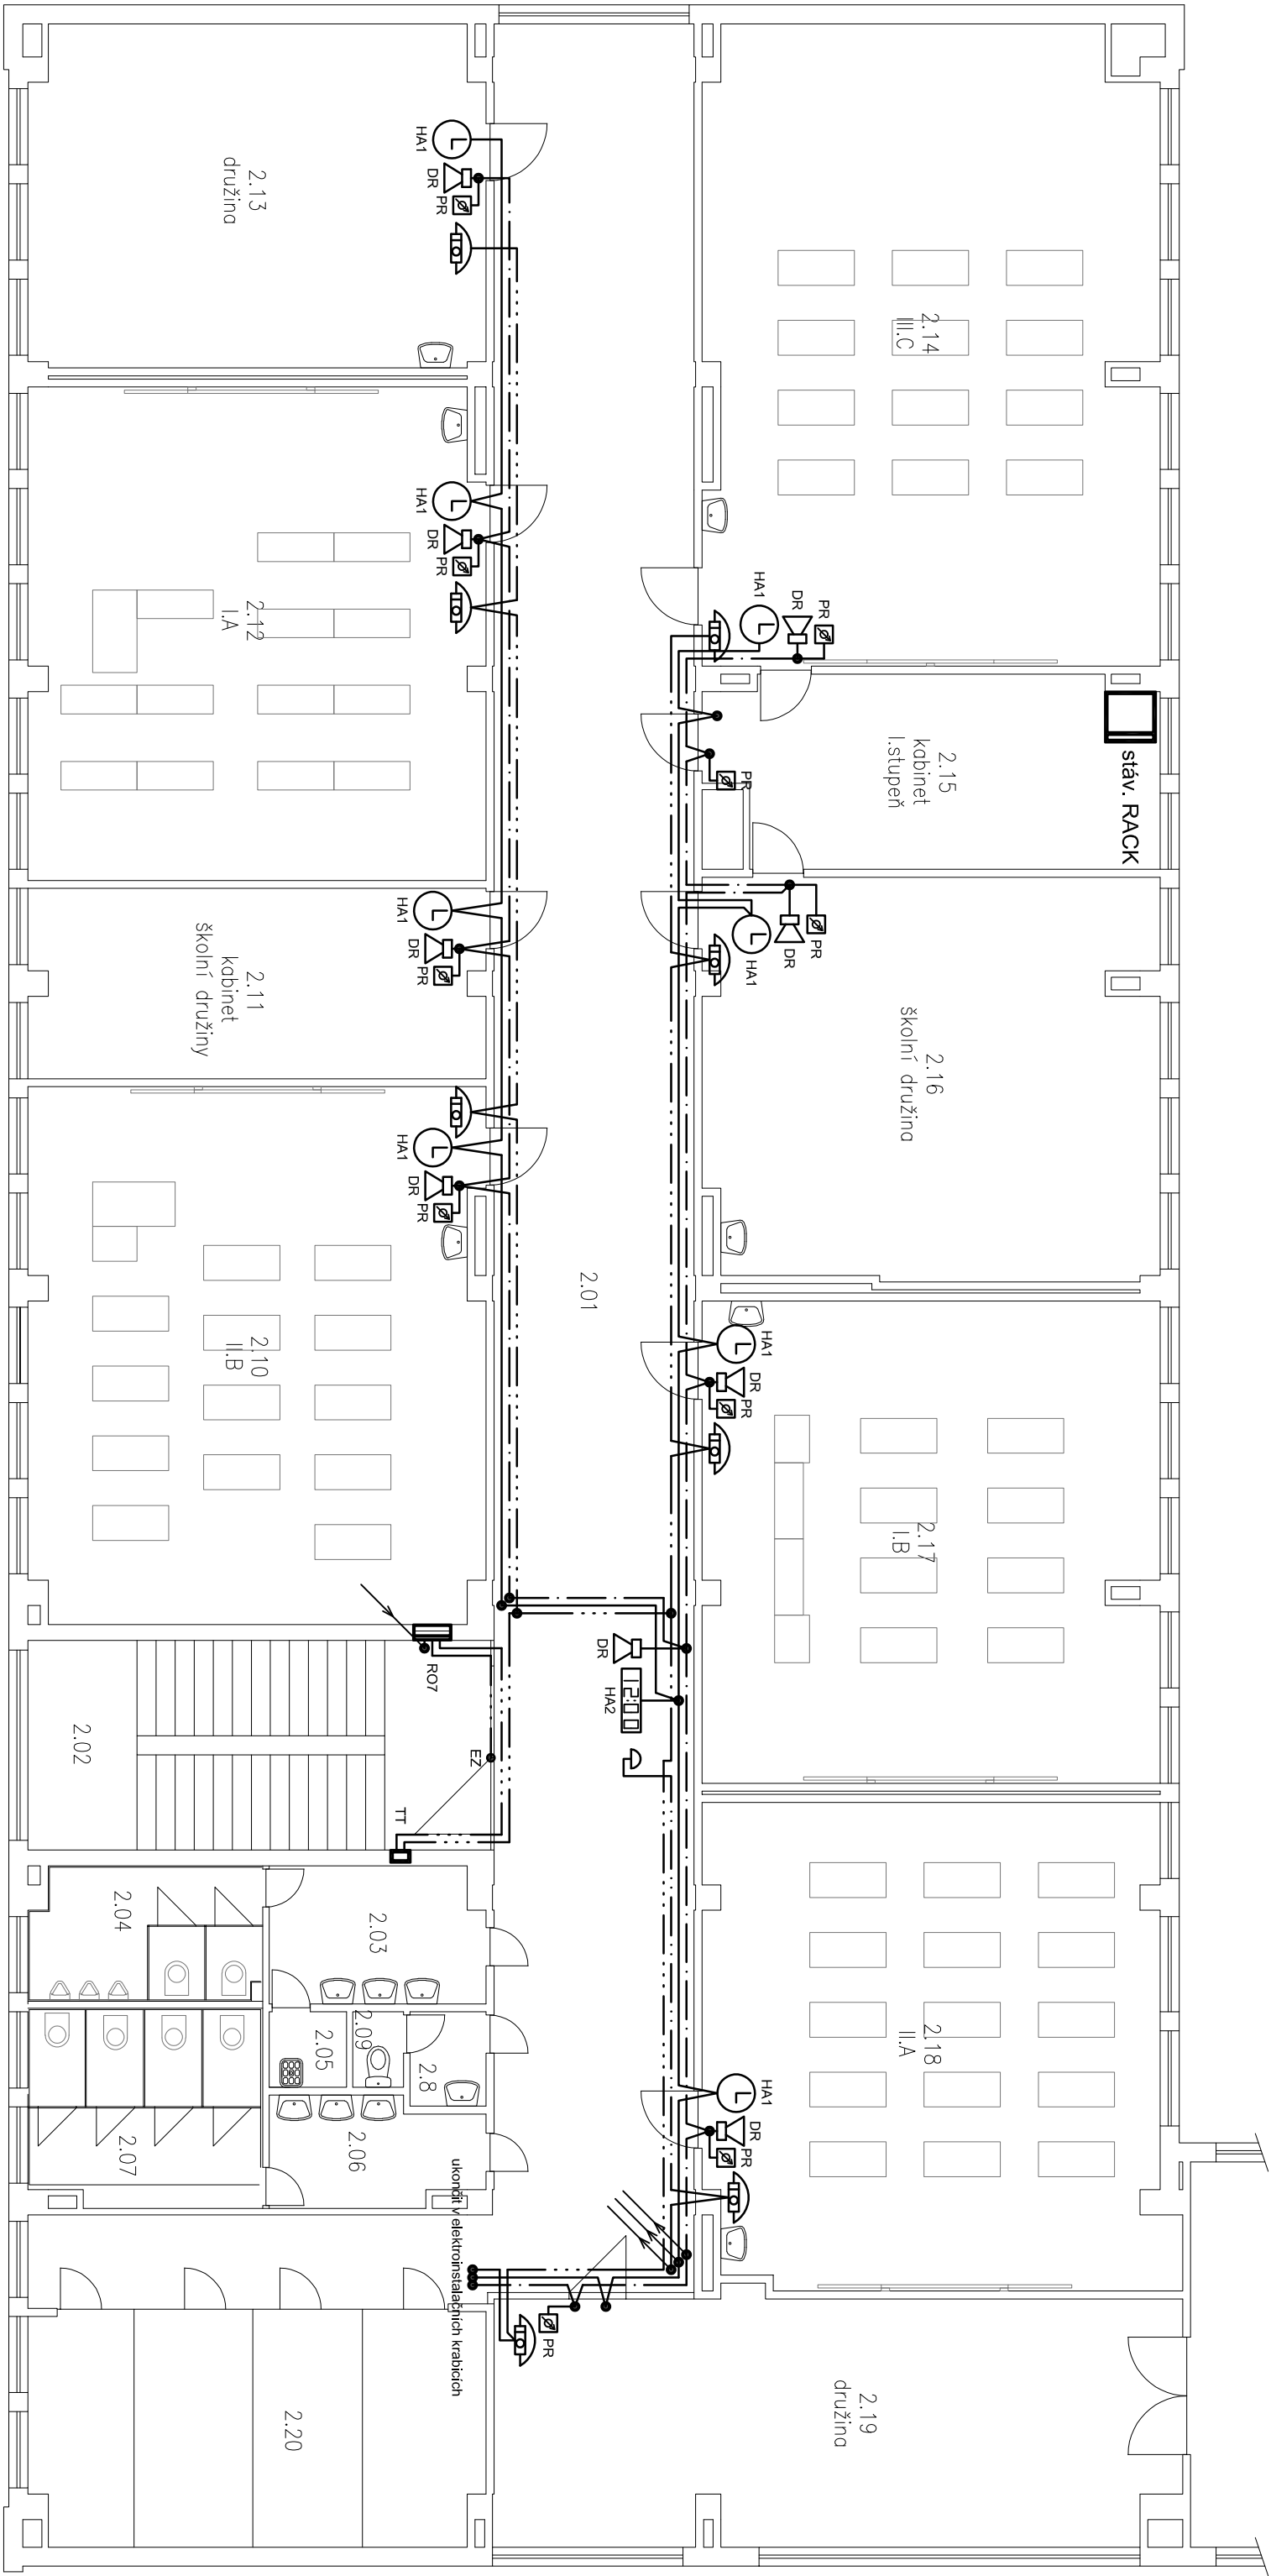 2.13
družina
HA1
DR
PR
2.14
III.C
HA1
DR
PR
2.12
I.A
HA1
DR
PR
2.15
kabinet
I.stupeň
PR
stáv. RACK
2.11
kabinet
školní družiny
HA1
DR
PR
2.16
školní družina
HA1
DR
PR
2.10
II.B
HA1
DR
PR
2.01
2.17
I.B
HA1
DR
PR
RO7
DR
HA2
12:00
EZ
TT
2.02
2.03
2.04
2.05
2.09
2.8
2.06
2.07
2.18
II.A
HA1
DR
PR
ukončit v elektroinstalačních krabicích
PR
2.19
družina
2.20